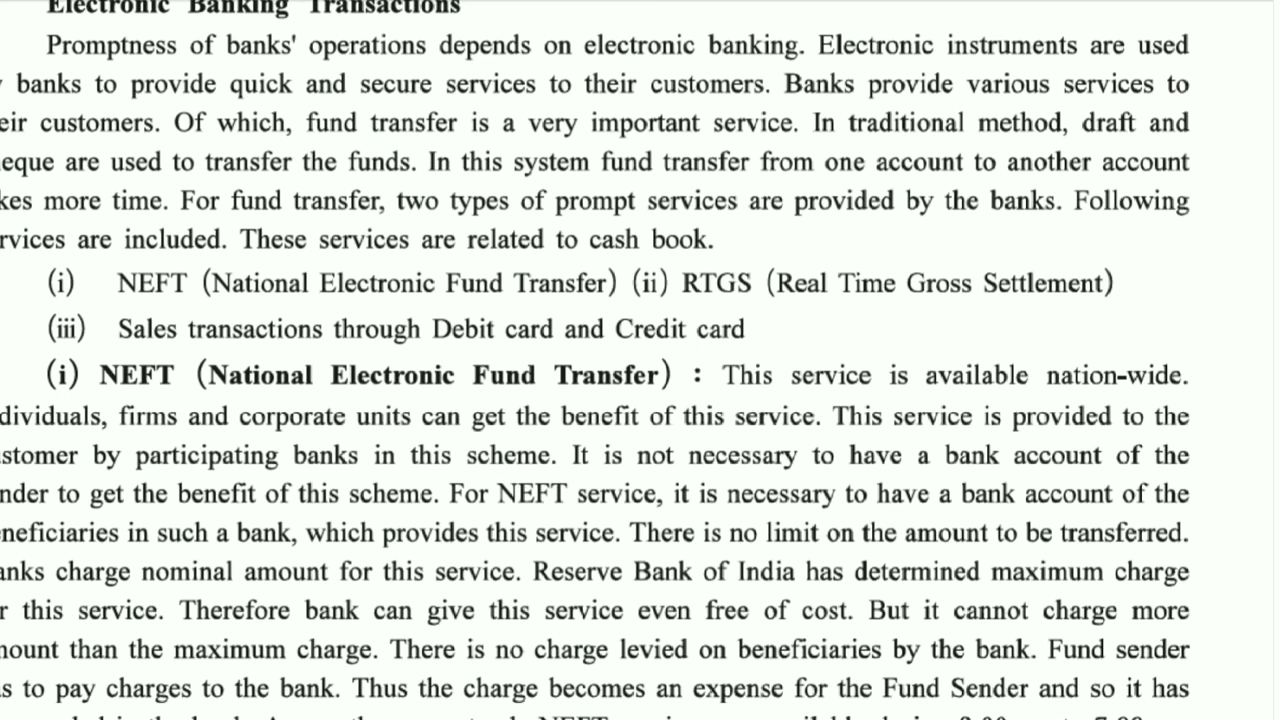 Electronic Banking Transactions
Promptness of banks' operations depends on electronic banking. Electronic instruments are used
banks to provide quick and secure services to their customers. Banks provide various services to
eir customers. Of which, fund transfer is a very important service. In traditional method, draft and
eque are used to transfer the funds. In this system fund transfer from one account to another account
kes more time. For fund transfer, two types of prompt services are provided by the banks. Following
rvices are included. These services are related to cash book.
(i) NEFT (National Electronic Fund Transfer) (ii) RTGS (Real Time Gross Settlement)
(iii) Sales transactions through Debit card and Credit card
(i) NEFT (National Electronic Fund Transfer) : This service is available nation-wide.
dividuals, firms and corporate units can get the benefit of this service. This service is provided to the
stomer by participating banks in this scheme. It is not necessary to have a bank account of the
nder to get the benefit of this scheme. For NEFT service, it is necessary to have a bank account of the
neficiaries in such a bank, which provides this service. There is no limit on the amount to be transferred.
anks charge nominal amount for this service. Reserve Bank of India has determined maximum charge
r this service. Therefore bank can give this service even free of cost. But it cannot charge more
nount than the maximum charge. There is no charge levied on beneficiaries by the bank. Fund sender
s to pay charges to the bank. Thus the charge becomes an expense for the Fund Sender and so it has